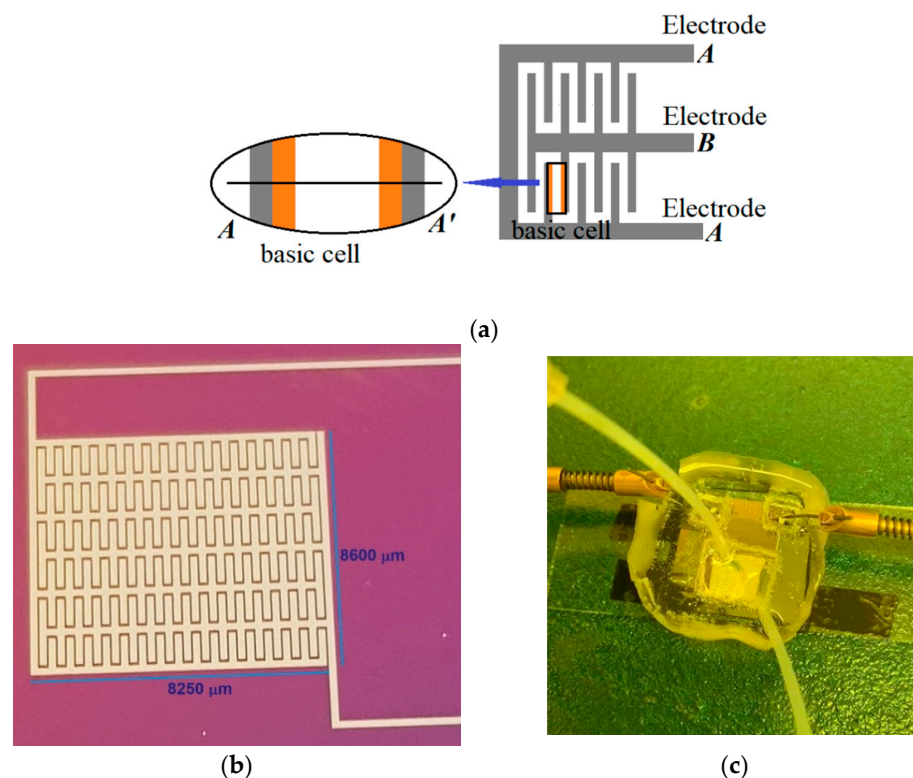 Electrode
A
Electrode
B
Electrode
A
A
A'
basic cell
basic cell
(a)
8600 μm
8250 μm
(b)
(c)